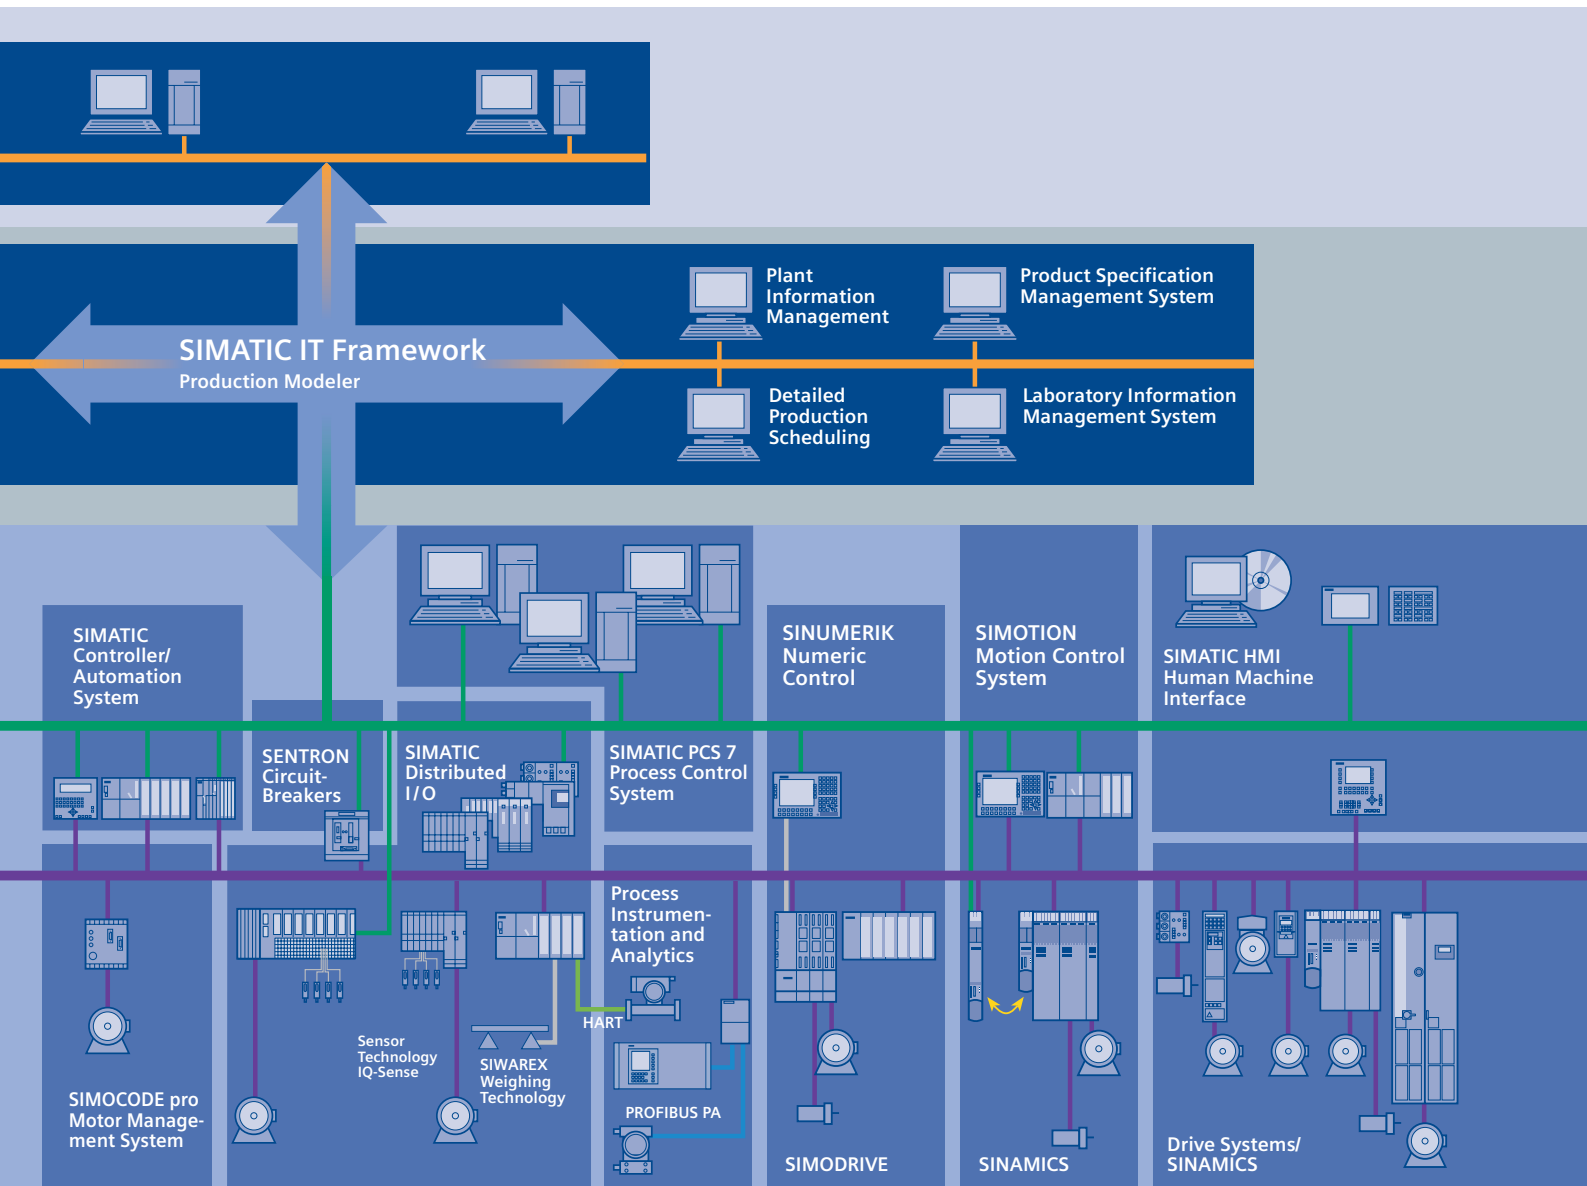 Plant
Information
Management
Product Specification
Management System
SIMATIC IT Framework
Production Modeler
Detailed
Production
Scheduling
Laboratory Information
Management System
SIMATIC
Controller/
Automation
System
SINUMERIK
Numeric
Control
SIMOTION
Motion Control
System
SIMATIC HMI
Human Machine
Interface
SENTRON
Circuit-
Breakers
SIMATIC
Distributed
I/O
SIMATIC PCS 7
Process Control
System
Process
Instrumen-
tation and
Analytics
HART
Sensor
Technology
IQ-Sense
SIWAREX
Weighing
Technology
SIMOCODE pro
Motor Manage-
ment System
PROFIBUS PA
SIMODRIVE
SINAMICS
Drive Systems/
SINAMICS